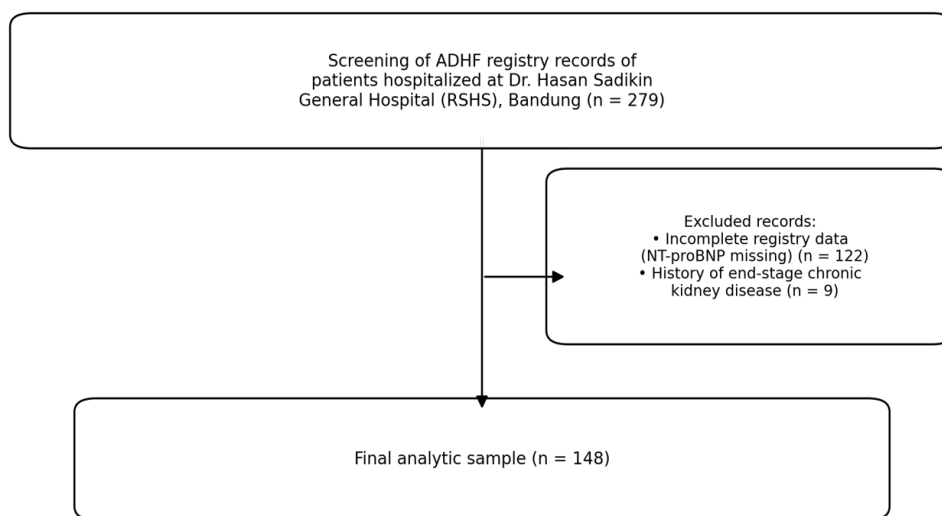 Screening of ADHF registry records of
patients hospitalized at Dr. Hasan Sadikin
General Hospital (RSHS), Bandung (n = 279)
Excluded records:
• Incomplete registry data
(NT-proBNP missing) (n = 122)
• History of end-stage chronic
kidney disease (n = 9)
Final analytic sample (n = 148)